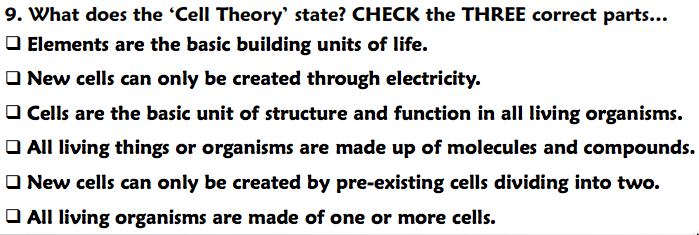 9. What does the ‘Cell Theory’ state? CHECK the THREE correct parts...
❑ Elements are the basic building units of life.
❑ New cells can only be created through electricity.
❑ Cells are the basic unit of structure and function in all living organisms.
❑ All living things or organisms are made up of molecules and compounds.
❑ New cells can only be created by pre-existing cells dividing into two.
❑ All living organisms are made of one or more cells.